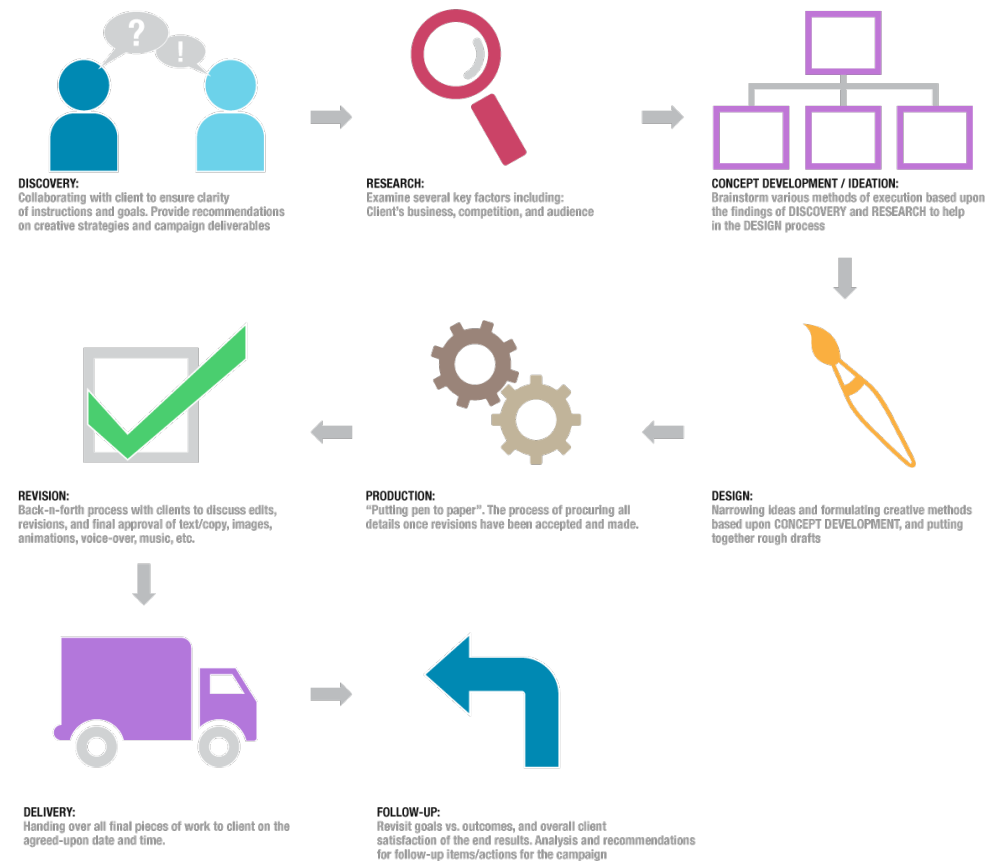 ?
!
DISCOVERY:
Collaborating with client to ensure clarity
of instructions and goals. Provide recommendations
on creative strategies and campaign deliverables
RESEARCH:
Examine several key factors including:
Client's business, competition, and audience
CONCEPT DEVELOPMENT / IDEATION:
Brainstorm various methods of execution based upon
the findings of DISCOVERY and RESEARCH to help
in the DESIGN process
DESIGN:
Narrowing ideas and formulating creative methods
based upon CONCEPT DEVELOPMENT, and putting
together rough drafts
PRODUCTION:
“Putting pen to paper”. The process of procuring all
details once revisions have been accepted and made.
REVISION:
Back-n-forth process with clients to discuss edits,
revisions, and final approval of text/copy, images,
animations, voice-over, music, etc.
DELIVERY:
Handing over all final pieces of work to client on the
agreed-upon date and time.
FOLLOW-UP:
Revisit goals vs. outcomes, and overall client
satisfaction of the end results. Analysis and recommendations
for follow-up items/actions for the campaign